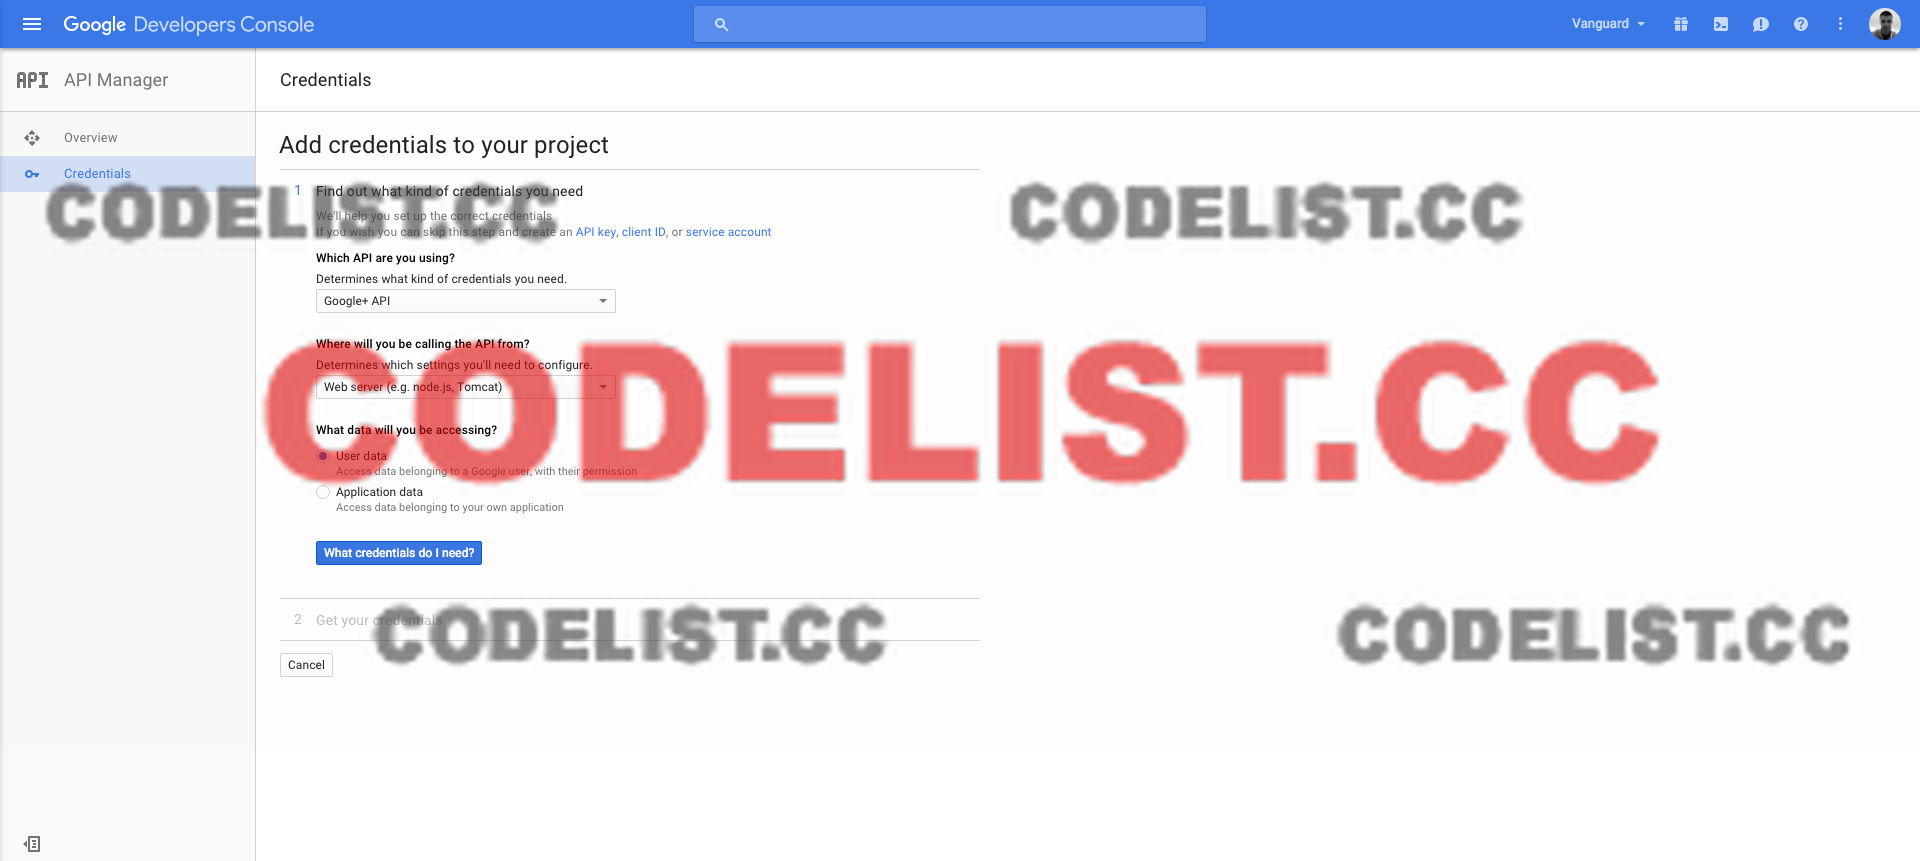 Google Developers Console
Vanguard
API API Manager
Credentials
Overview
Credentials
Add credentials to your project
1 Find out what kind of credentials you need
We'll help you set up the correct credentials
If you wish you can skip this step and create an API key, client ID, or service account
CODELIST.CC
CODELIST.CC
Which API are you using?
Determines what kind of credentials you need.
Google+ API
Where will you be calling the API from?
Determines which settings you'll need to configure.
Web server (e.g. node.js, Tomcat)
CODELIST.CC
What data will you be accessing?
User data
Access data belonging to a Google user, with their permission
Application data
Access data belonging to your own application
What credentials do I need?
2 Get your credentials
CODELIST.CC
CODELIST.CC
Cancel